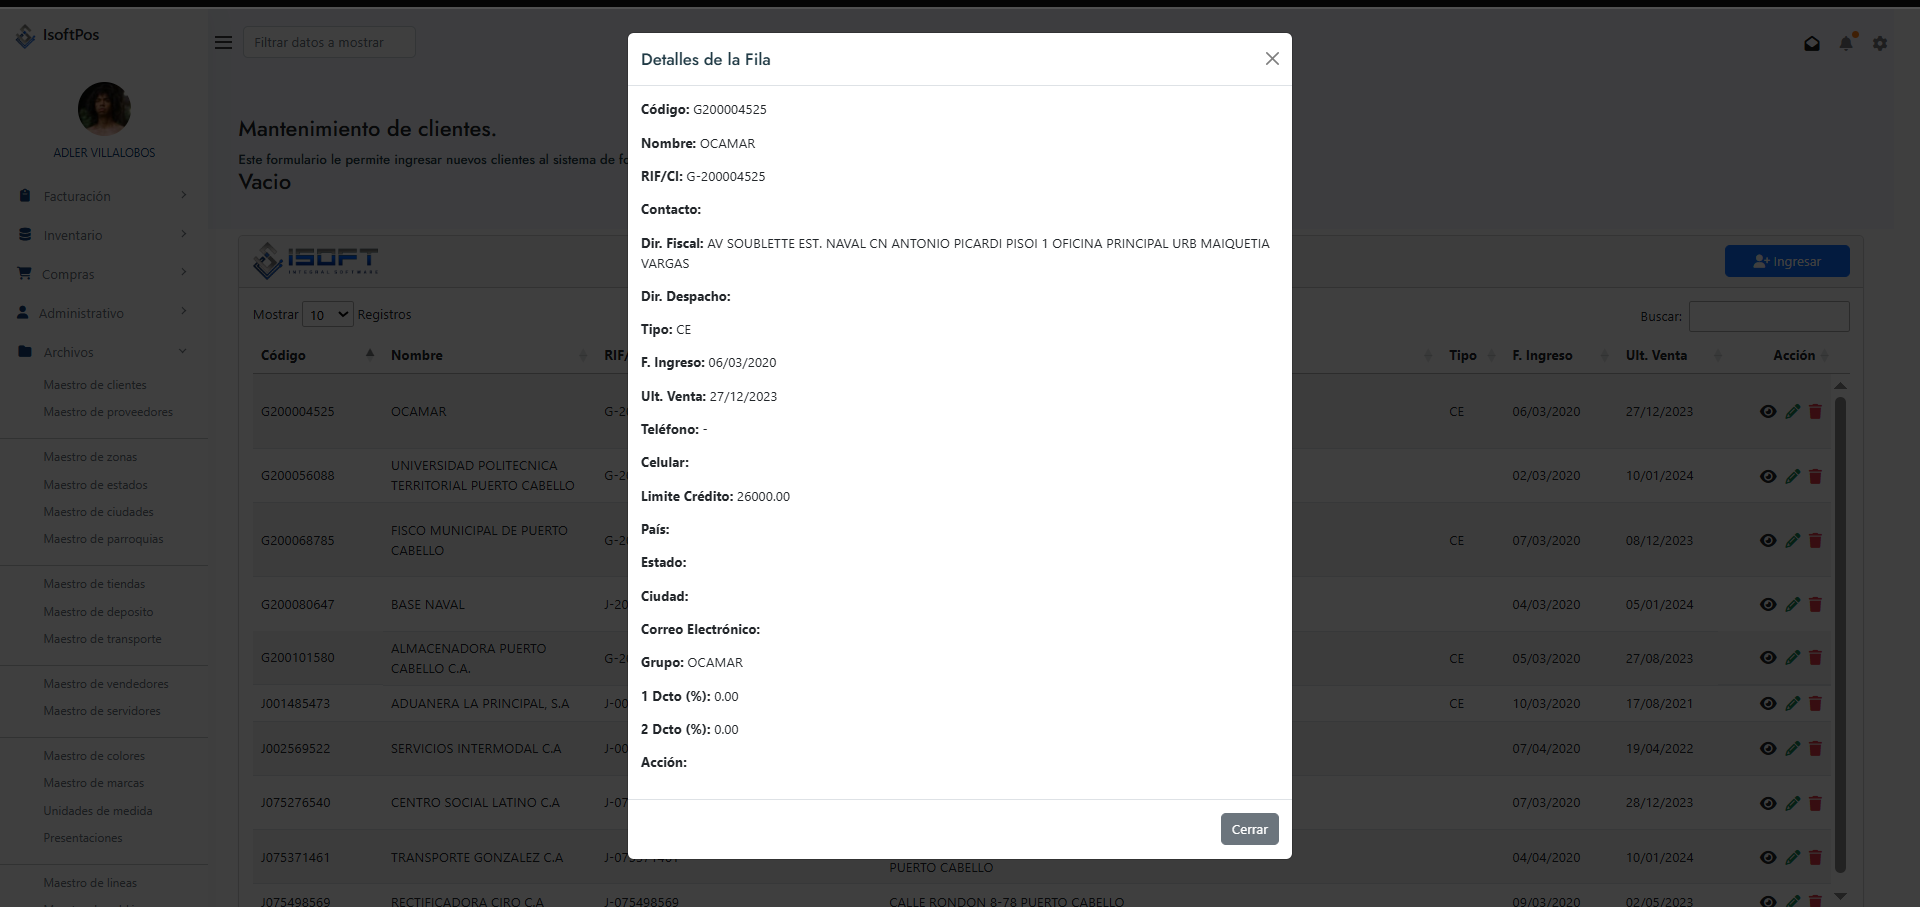 IsoftPos
Filtrar datos a mostrar
ADLER VILLALOBOS
Facturación
Inventario
Compras
Administrativo
Archivos
Maestro de clientes
Maestro de proveedores
Maestro de zonas
Maestro de estados
Maestro de ciudades
Maestro de parroquias
Maestro de tiendas
Maestro de deposito
Maestro de transporte
Maestro de vendedores
Maestro de servidores
Maestro de colores
Maestro de marcas
Unidades de medida
Presentaciones
Maestro de lineas
Mantenimiento de clientes.
Este formulario le permite ingresar nuevos clientes al sistema de
Vacio
ISOFT
INTEGRAL SOFTWARE
Ingresar
Mostrar 10 Registros
Buscar:
Código Nombre RIF/ Tipo F. Ingreso Ult. Venta Acción
G200004525 OCAMAR G-20 CE 06/03/2020 27/12/2023
G200056088 UNIVERSIDAD POLITECNICA TERRITORIAL PUERTO CABELLO G-20 02/03/2020 10/01/2024
G200068785 FISCO MUNICIPAL DE PUERTO CABELLO G-20 CE 07/03/2020 08/12/2023
G200080647 BASE NAVAL J-20 04/03/2020 05/01/2024
G200101580 ALMACENADORA PUERTO CABELLO C.A. G-20 CE 05/03/2020 27/08/2023
J001485473 ADUANERA LA PRINCIPAL, S.A J-00 CE 10/03/2020 17/08/2021
J002569522 SERVICIOS INTERMODAL C.A J-00 07/04/2020 19/04/2022
J075276540 CENTRO SOCIAL LATINO C.A J-07 07/03/2020 28/12/2023
J075371461 TRANSPORTE GONZALEZ C.A J-075371461 PUERTO CABELLO 04/04/2020 10/01/2024
J075498569 RECTIFICADORA CIRO C.A J-075498569 CALLE RONDON 8-78 PUERTO CABELLO 09/03/2020 02/05/2023
Detalles de la Fila
Código: G200004525
Nombre: OCAMAR
RIF/CI: G-200004525
Contacto:
Dir. Fiscal: AV SOUBLETTE EST. NAVAL CN ANTONIO PICARDI PISOI 1 OFICINA PRINCIPAL URB MAIQUETIA
VARGAS
Dir. Despacho:
Tipo: CE
F. Ingreso: 06/03/2020
Ult. Venta: 27/12/2023
Teléfono: -
Celular:
Limite Crédito: 26000.00
País:
Estado:
Ciudad:
Correo Electrónico:
Grupo: OCAMAR
1 Dcto (%): 0.00
2 Dcto (%): 0.00
Acción:
Cerrar